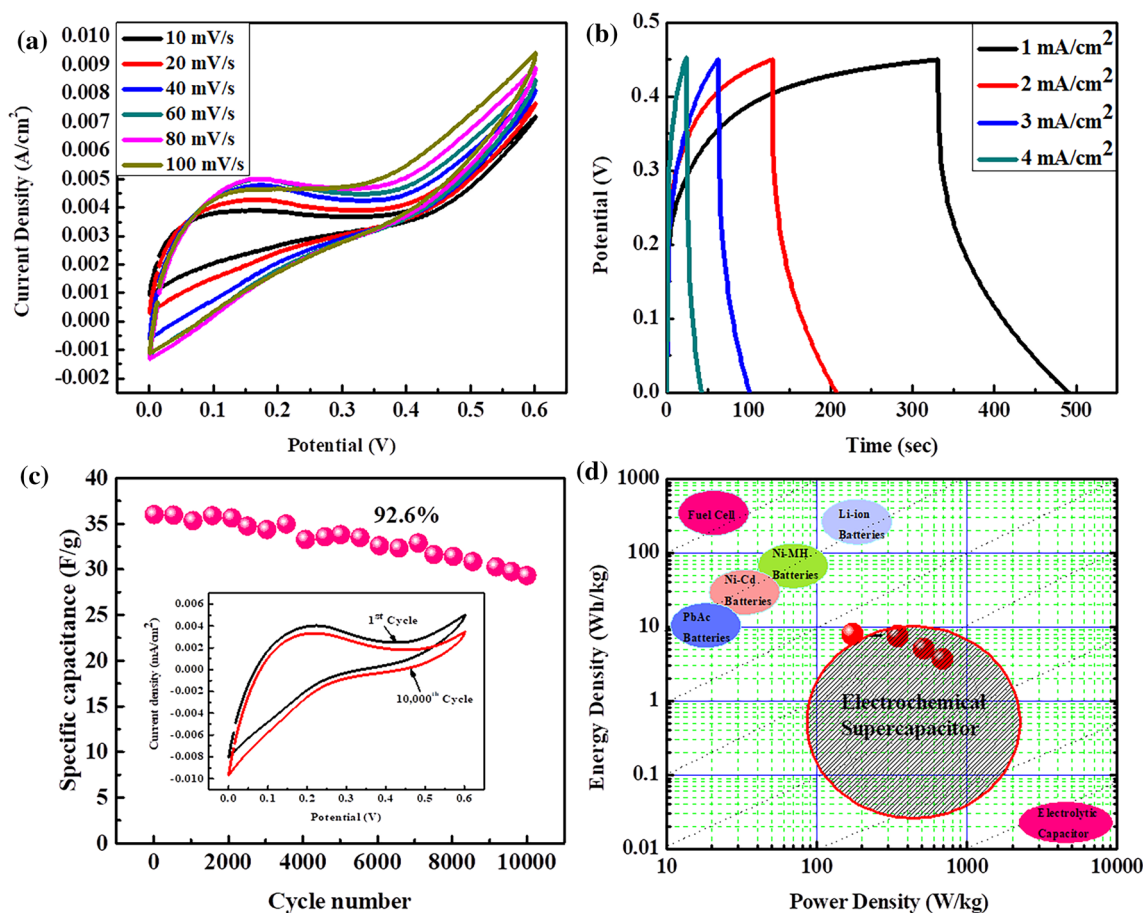 (a)
0.010
0.009
0.008
0.007
0.006
0.005
0.004
0.003
0.002
0.001
0.000
-0.001
-0.002
Current Density (A/cm²)
10 mV/s
20 mV/s
40 mV/s
60 mV/s
80 mV/s
100 mV/s
0.0 0.1 0.2 0.3 0.4 0.5 0.6
Potential (V)
(b)
0.5
0.4
0.3
0.2
0.1
0.0
Potential (V)
1 mA/cm²
2 mA/cm²
3 mA/cm²
4 mA/cm²
0 100 200 300 400 500
Time (sec)
(c)
40
35
30
25
20
15
10
5
0
Specific capacitance (F/g)
92.6%
0.006
0.004
0.002
0.000
-0.002
-0.004
-0.006
-0.008
-0.010
Current density (mA/cm²)
1st Cycle
10,000th Cycle
0.0 0.1 0.2 0.3 0.4 0.5 0.6
Potential (V)
0 2000 4000 6000 8000 10000
Cycle number
(d)
1000
100
10
1
0.1
0.01
Energy Density (Wh/kg)
Fuel Cell
Li-ion
Batteries
Ni-MH
Batteries
Ni-Cd
Batteries
PbAc
Batteries
Electrochemical
Supercapacitor
Electrolytic
Capacitor
10 100 1000 10000
Power Density (W/kg)